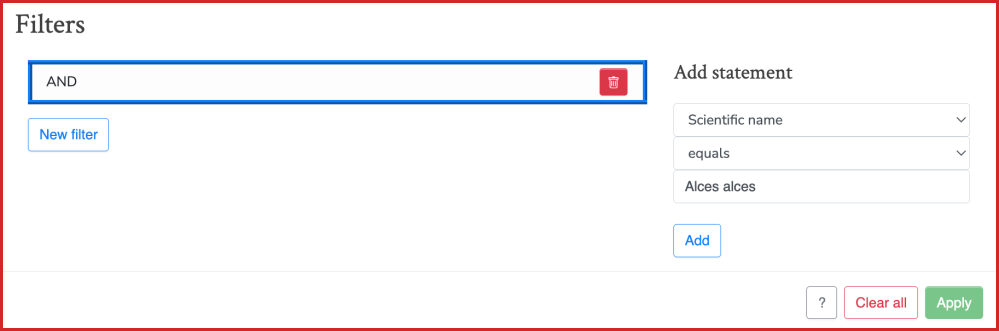 Filters
AND
New filter
Add statement
Scientific name
equals
Alces alces
Add
?
Clear all
Apply